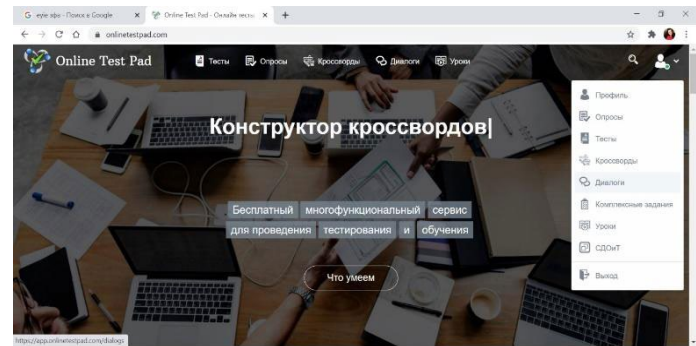 Поиск в Google
Online Test Pad - Онлайн тесты
onlinetestpad.com
Online Test Pad
Тесты
Опросы
Кроссворды
Диалоги
Уроки
Конструктор кроссвордов|
Бесплатный многофункциональный сервис
для проведения тестирования и обучения
Что умеем
Профиль
Опросы
Тесты
Кроссворды
Диалоги
Комплексные задания
Уроки
СДОиТ
Выход
https://app.onlinetestpad.com/dialogs